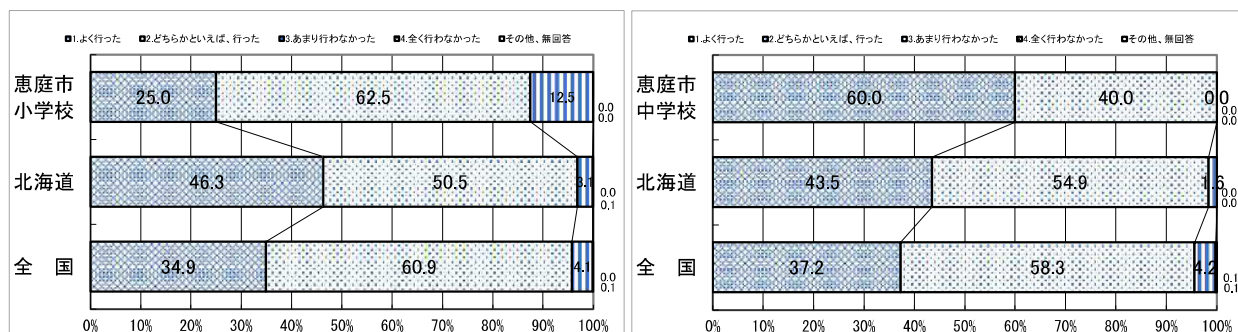 ■1.よく行った ■2.どちらかといえば、行った ■3.あまり行わなかった ■4.全く行わなかった ■その他、無回答
恵庭市
小学校
25.0 62.5 12.5 0.0
0.0
北海道 46.3 50.5 3.1 0.0
0.1
全 国 34.9 60.9 4.1 0.0
0.1
0% 10% 20% 30% 40% 50% 60% 70% 80% 90% 100%
■1.よく行った ■2.どちらかといえば、行った ■3.あまり行わなかった ■4.全く行わなかった ■その他、無回答
恵庭市
中学校
60.0 40.0 0.0 0.0
0.0
北海道 43.5 54.9 1.6 0.0
0.0
全 国 37.2 58.3 4.2
0.1
0% 10% 20% 30% 40% 50% 60% 70% 80% 90% 100%